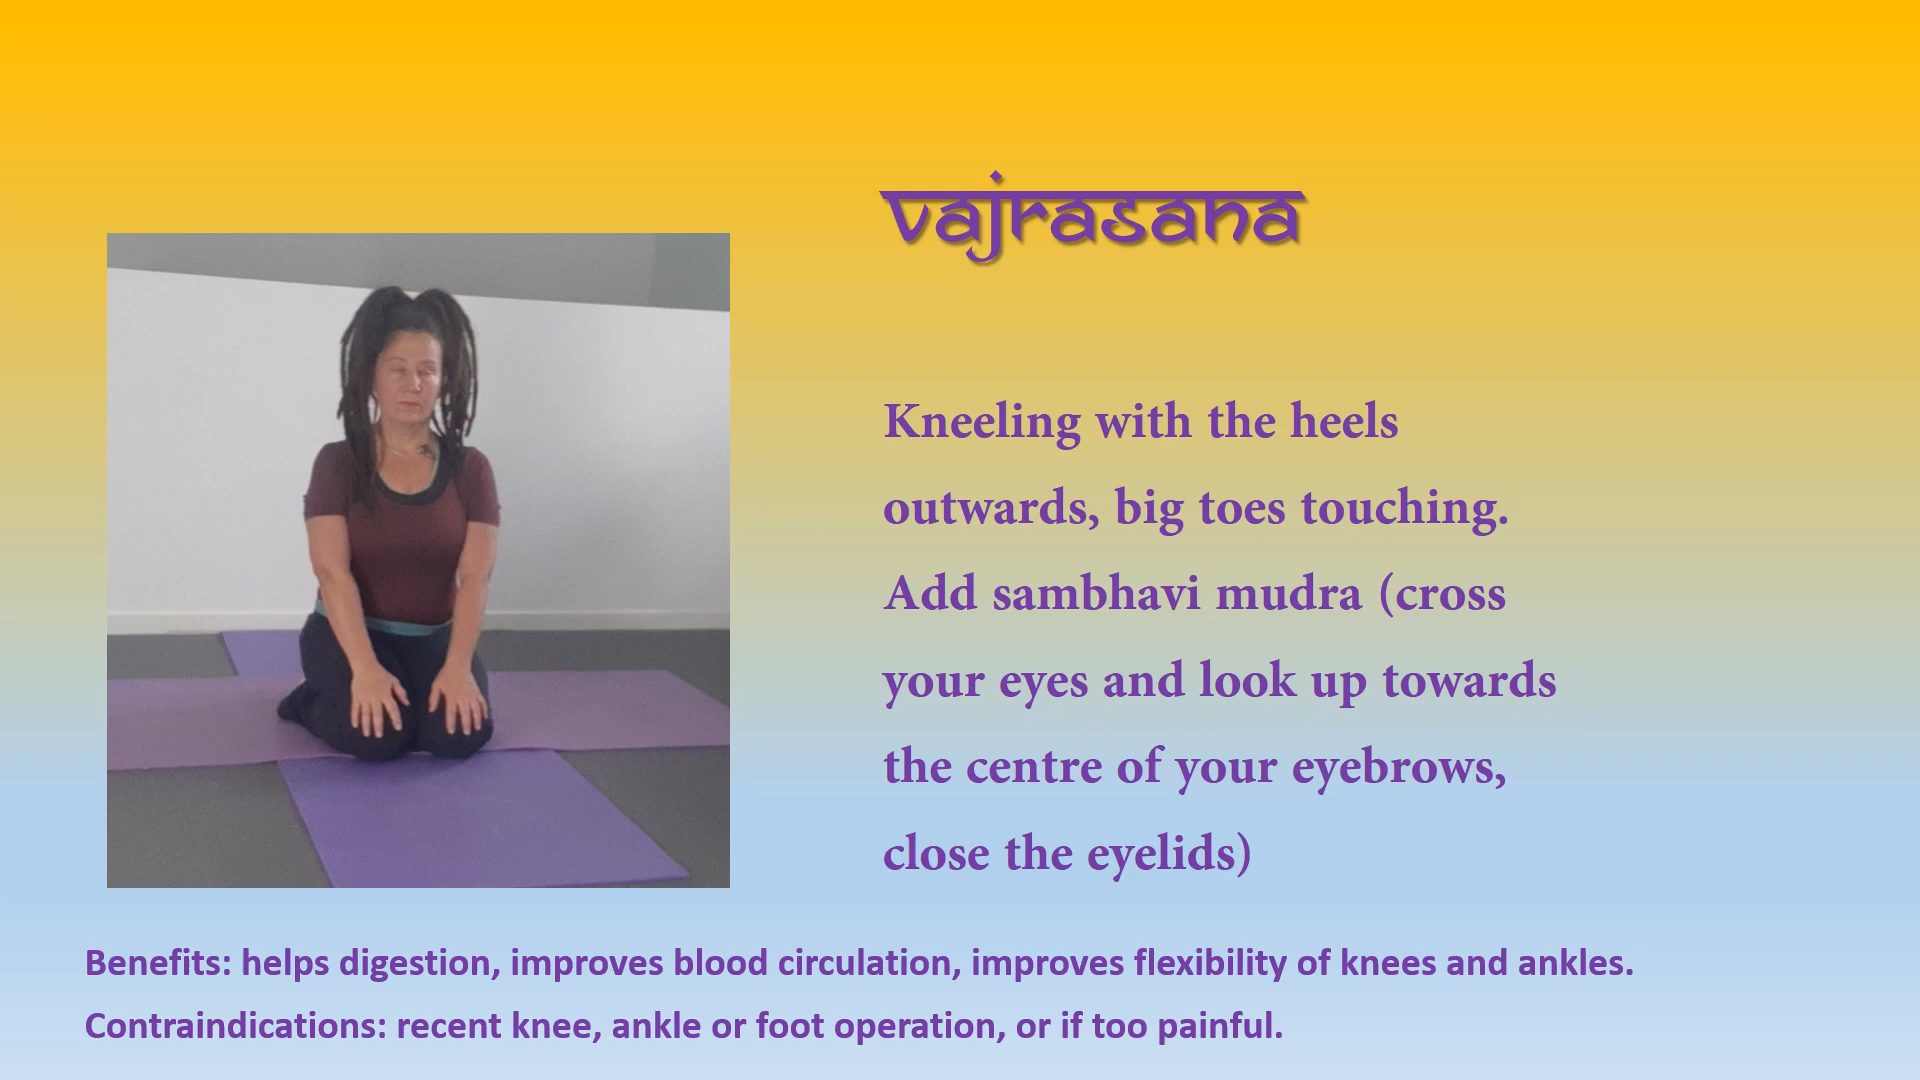 vajrasana
Kneeling with the heels
outwards, big toes touching.
Add sambhavi mudra (cross
your eyes and look up towards
the centre of your eyebrows,
close the eyelids)
Benefits: helps digestion, improves blood circulation, improves flexibility of knees and ankles.
Contraindications: recent knee, ankle or foot operation, or if too painful.